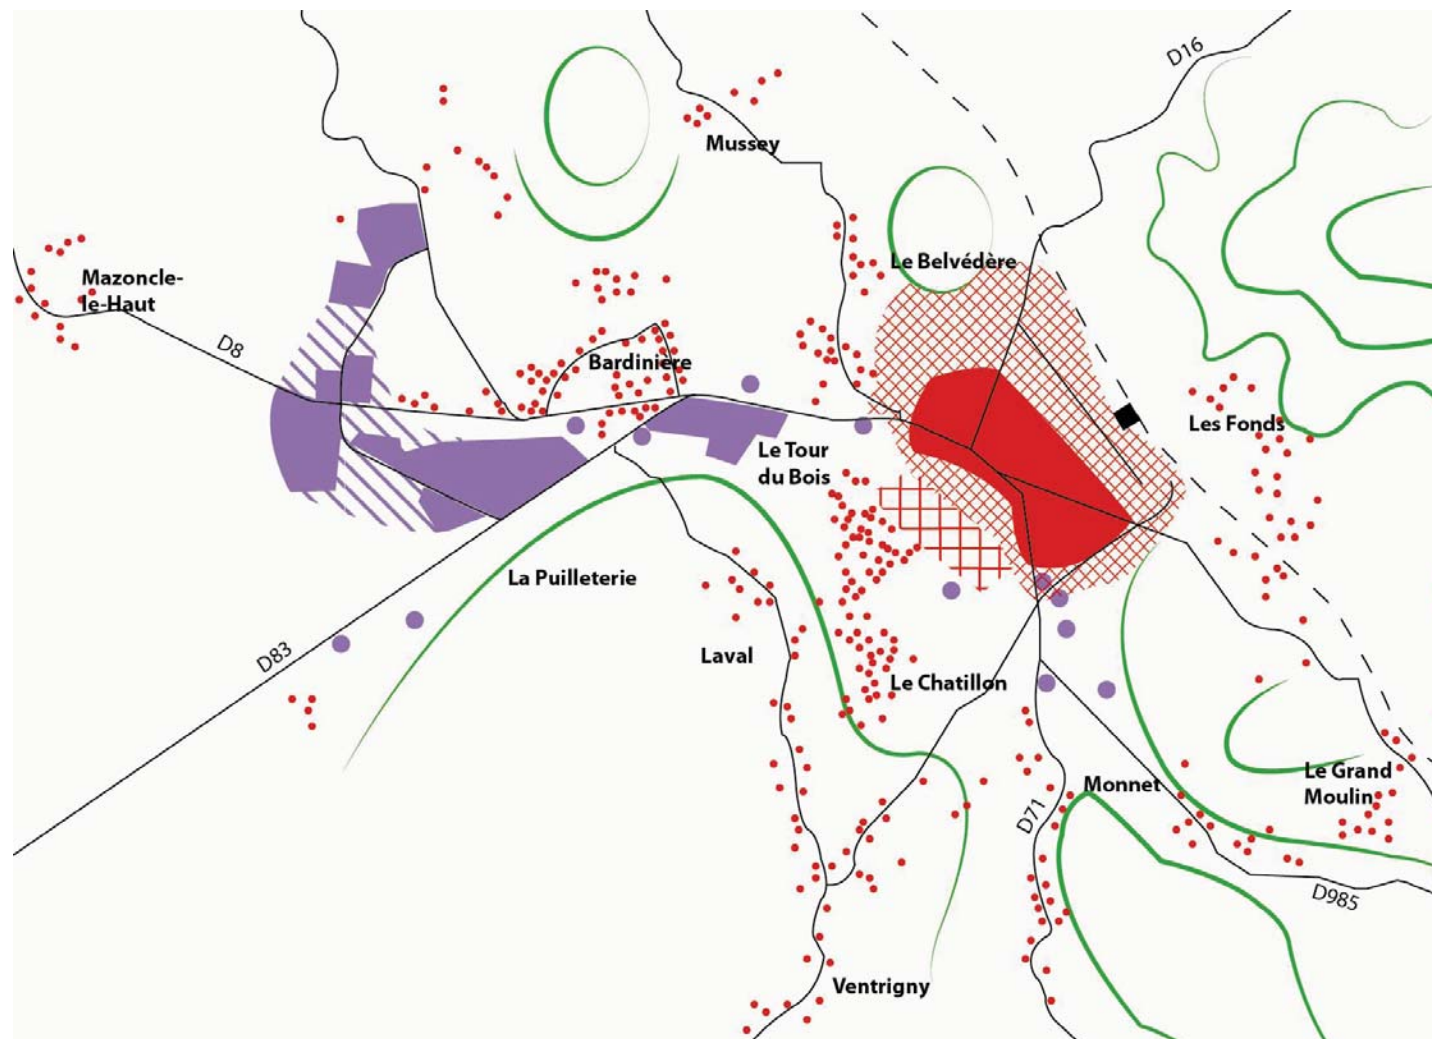 D16
Mussey
Le Belvédère
Mazoncle-
le-Haut
D8
Bardinière
Les Fonds
Le Tour
du Bois
La Puilleterie
D83
Laval
Le Chatillon
Le Grand
Moulin
Monnet
D71
D985
Ventrigny